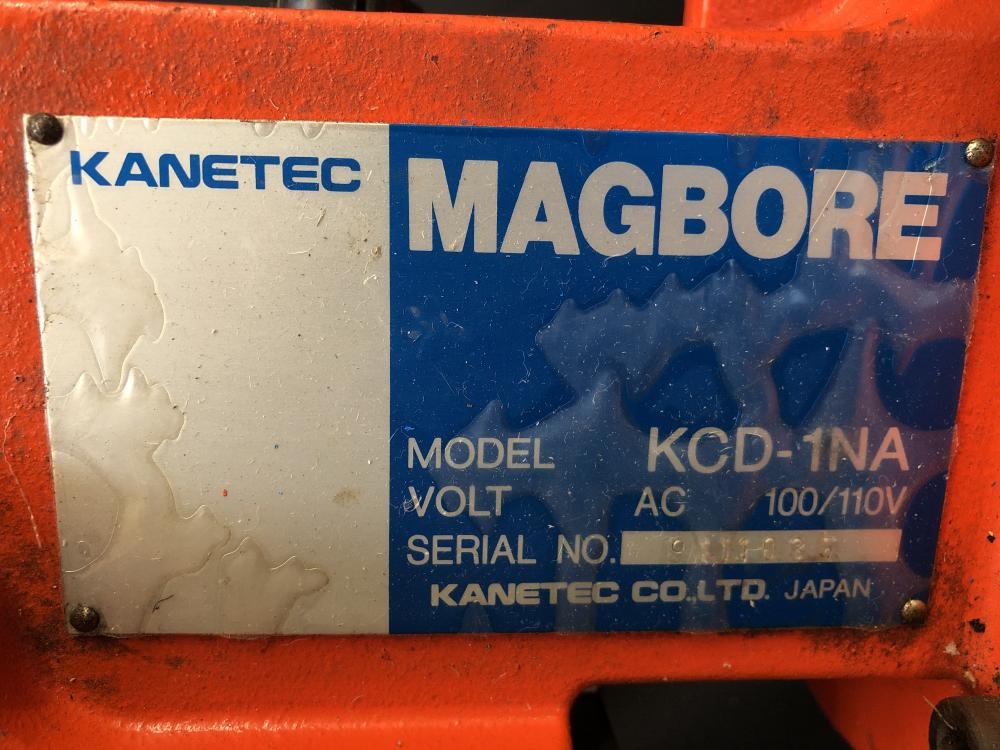 KANETEC
MAGBORE
MODEL KCD-1NA
VOLT AC 100/110V
SERIAL NO.
KANETEC CO.,LTD. JAPAN